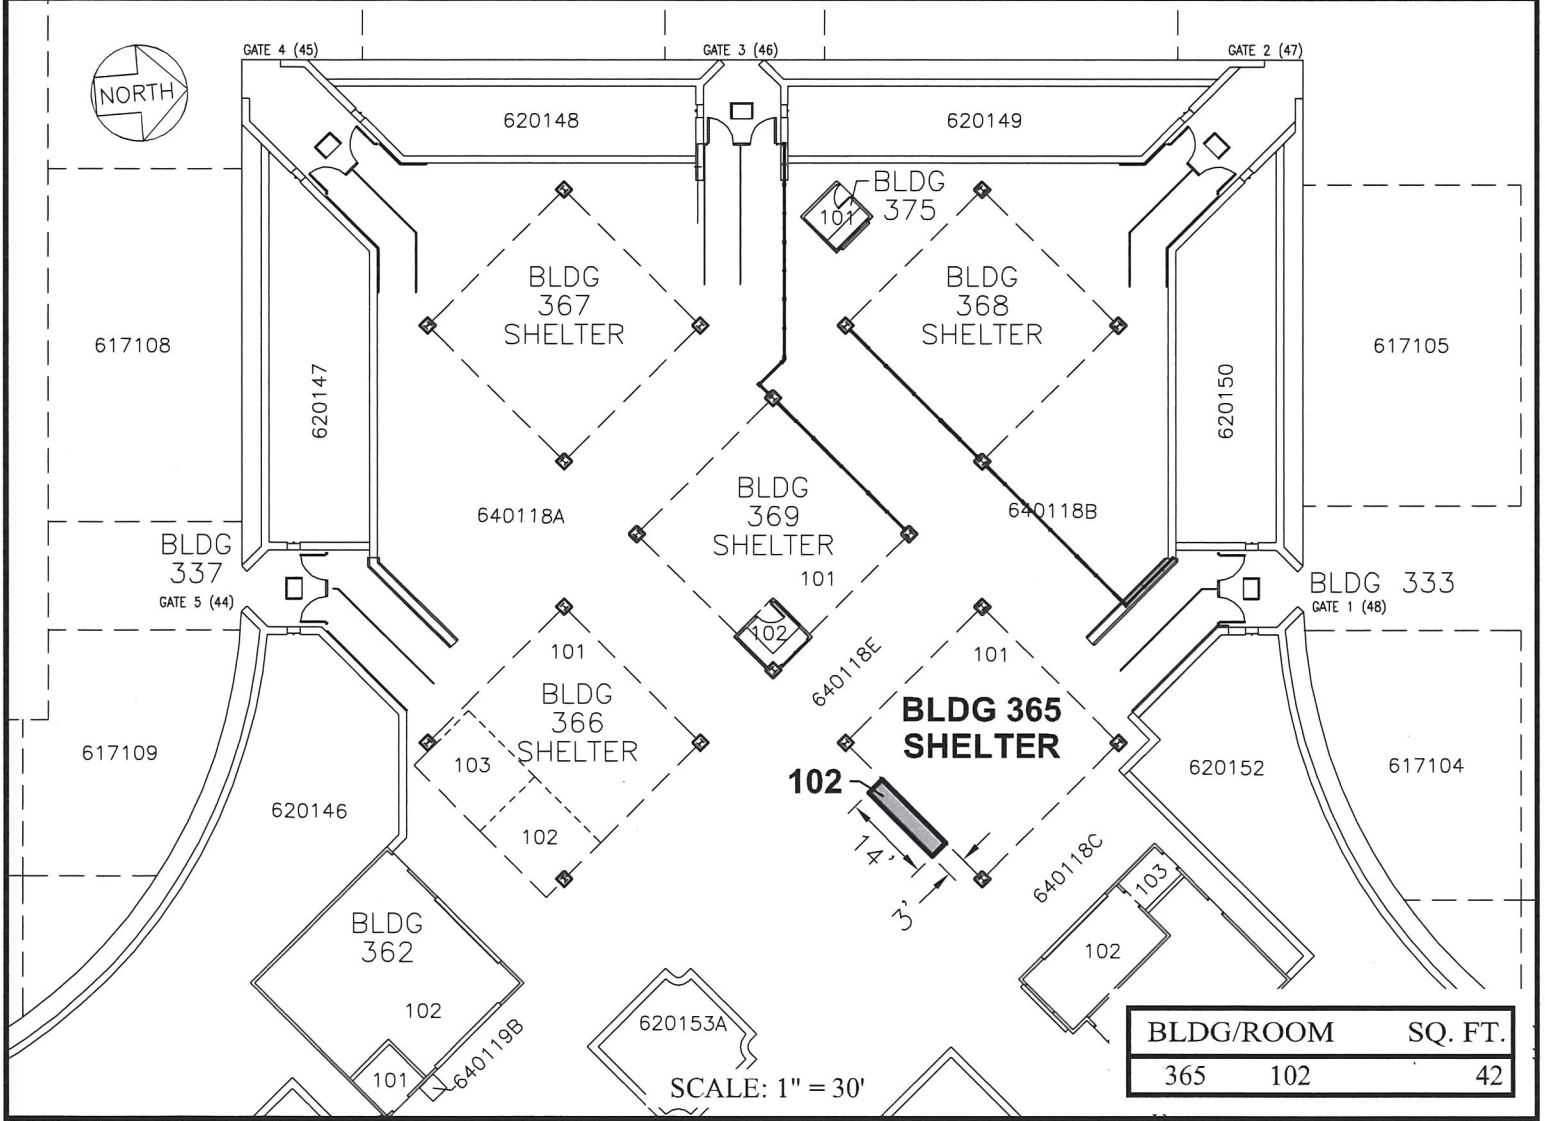 GATE 4 (45)
GATE 3 (46)
GATE 2 (47)
NORTH
620148
620149
BLDG
375
101
BLDG
367
SHELTER
BLDG
368
SHELTER
617108
617105
620147
620150
BLDG
369
SHELTER
101
102
640118A
640118B
BLDG
337
GATE 5 (44)
BLDG 333
GATE 1 (48)
101
BLDG
366
SHELTER
103
102
640118E
101
BLDG 365
SHELTER
102
14'
3'
617109
620146
620152
617104
640118C
103
102
BLDG
362
102
101
640119B
620153A
SCALE: 1" = 30'
BLDG/ROOM SQ. FT.
365 102 42